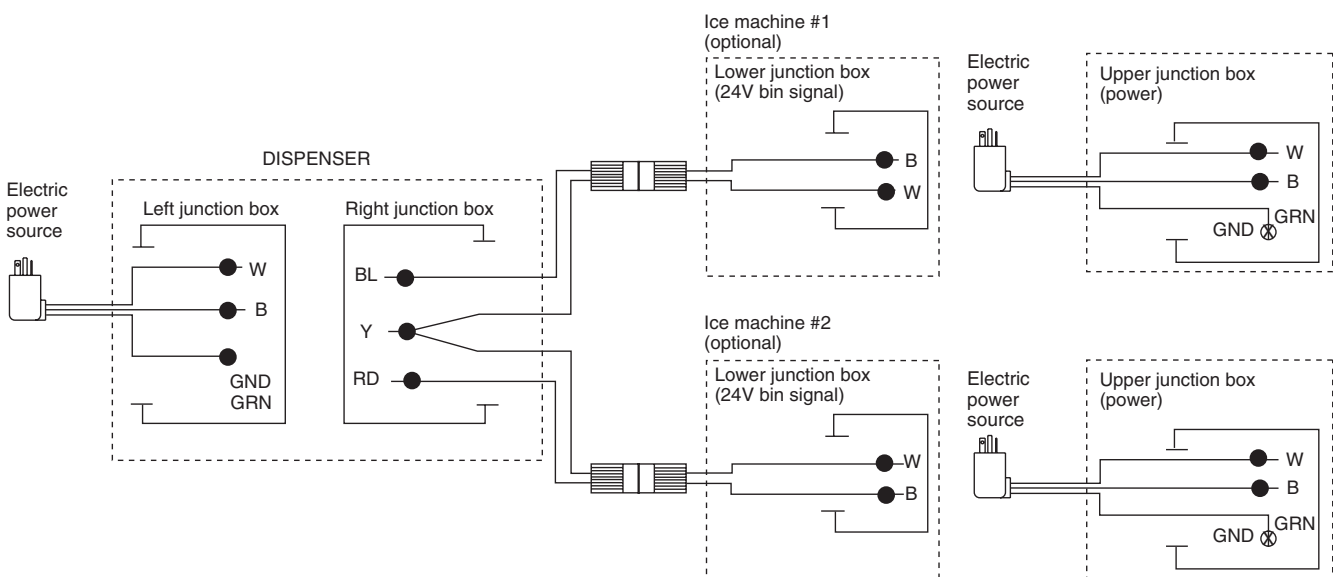 Ice machine #1
(optional)
Lower junction box
(24V bin signal)
B
W
Electric
power
source
Upper junction box
(power)
W
B
GRN
GND
DISPENSER
Electric
power
source
Left junction box
W
B
GND
GRN
Right junction box
BL
Y
RD
Ice machine #2
(optional)
Lower junction box
(24V bin signal)
W
B
Electric
power
source
Upper junction box
(power)
W
B
GRN
GND